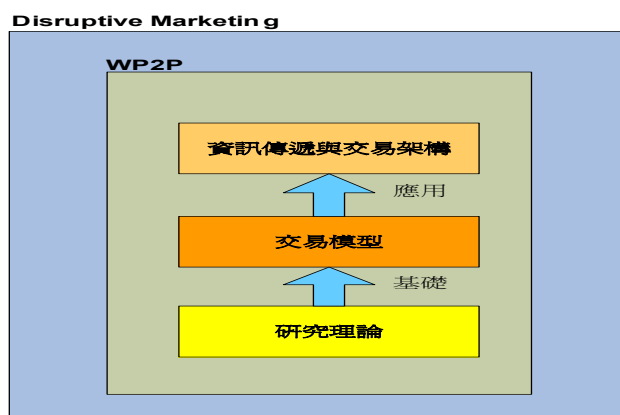 Disruptive Marketing
WP2P
資訊傳遞與交易架構
應用
交易模型
基礎
研究理論